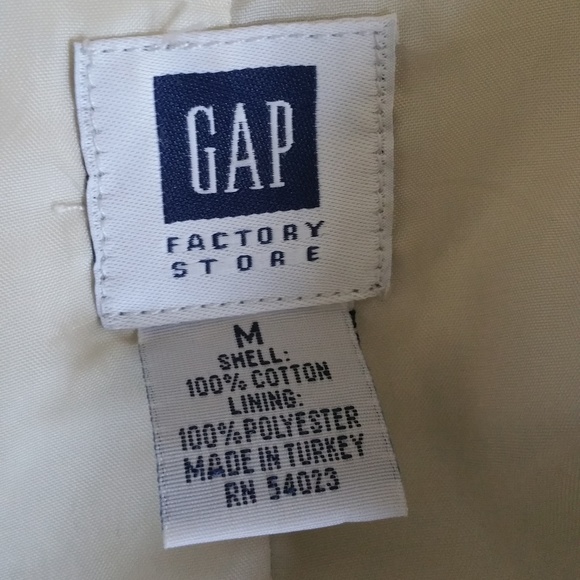 GAP
FACTORY
STORE
M
SHELL:
100% COTTON
LINING:
100% POLYESTER
MADE IN TURKEY
RN 54023